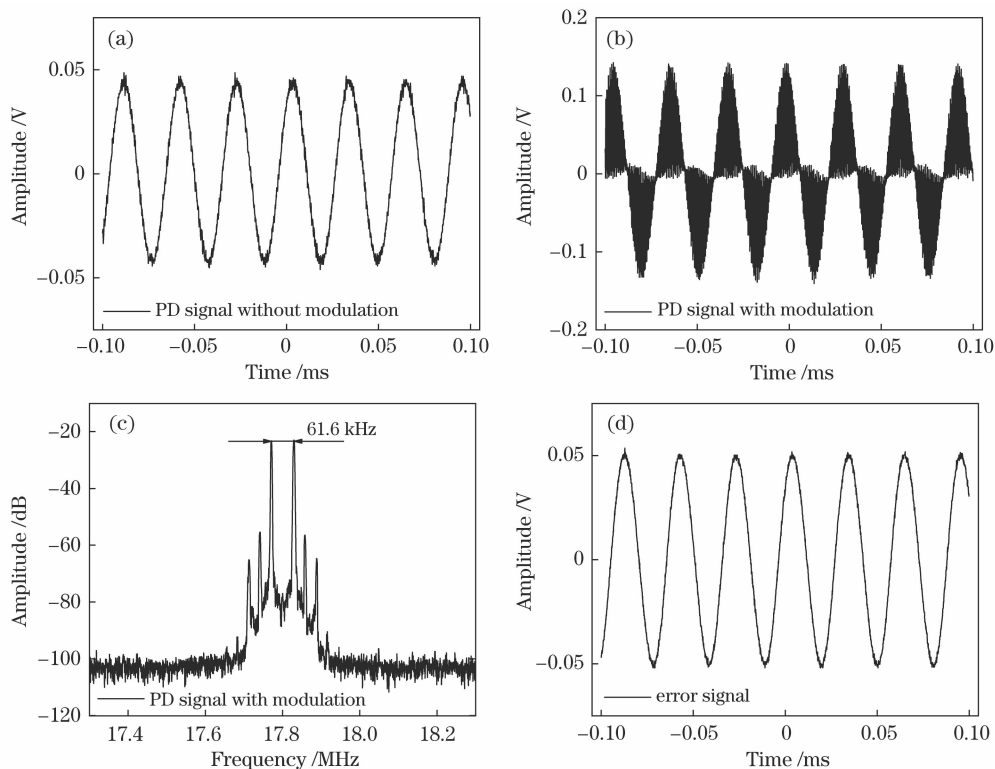 (a)
0.05
0
−0.05
Amplitude /V
PD signal without modulation
−0.10
−0.05
0
0.05
0.10
Time /ms
(b)
0.2
0.1
0
−0.1
−0.2
Amplitude /V
PD signal with modulation
−0.10
−0.05
0
0.05
0.10
Time /ms
(c)
61.6 kHz
−20
−40
−60
−80
−100
−120
Amplitude /dB
PD signal with modulation
17.4
17.6
17.8
18.0
18.2
Frequency /MHz
(d)
0.05
0
−0.05
Amplitude /V
error signal
−0.10
−0.05
0
0.05
0.10
Time /ms